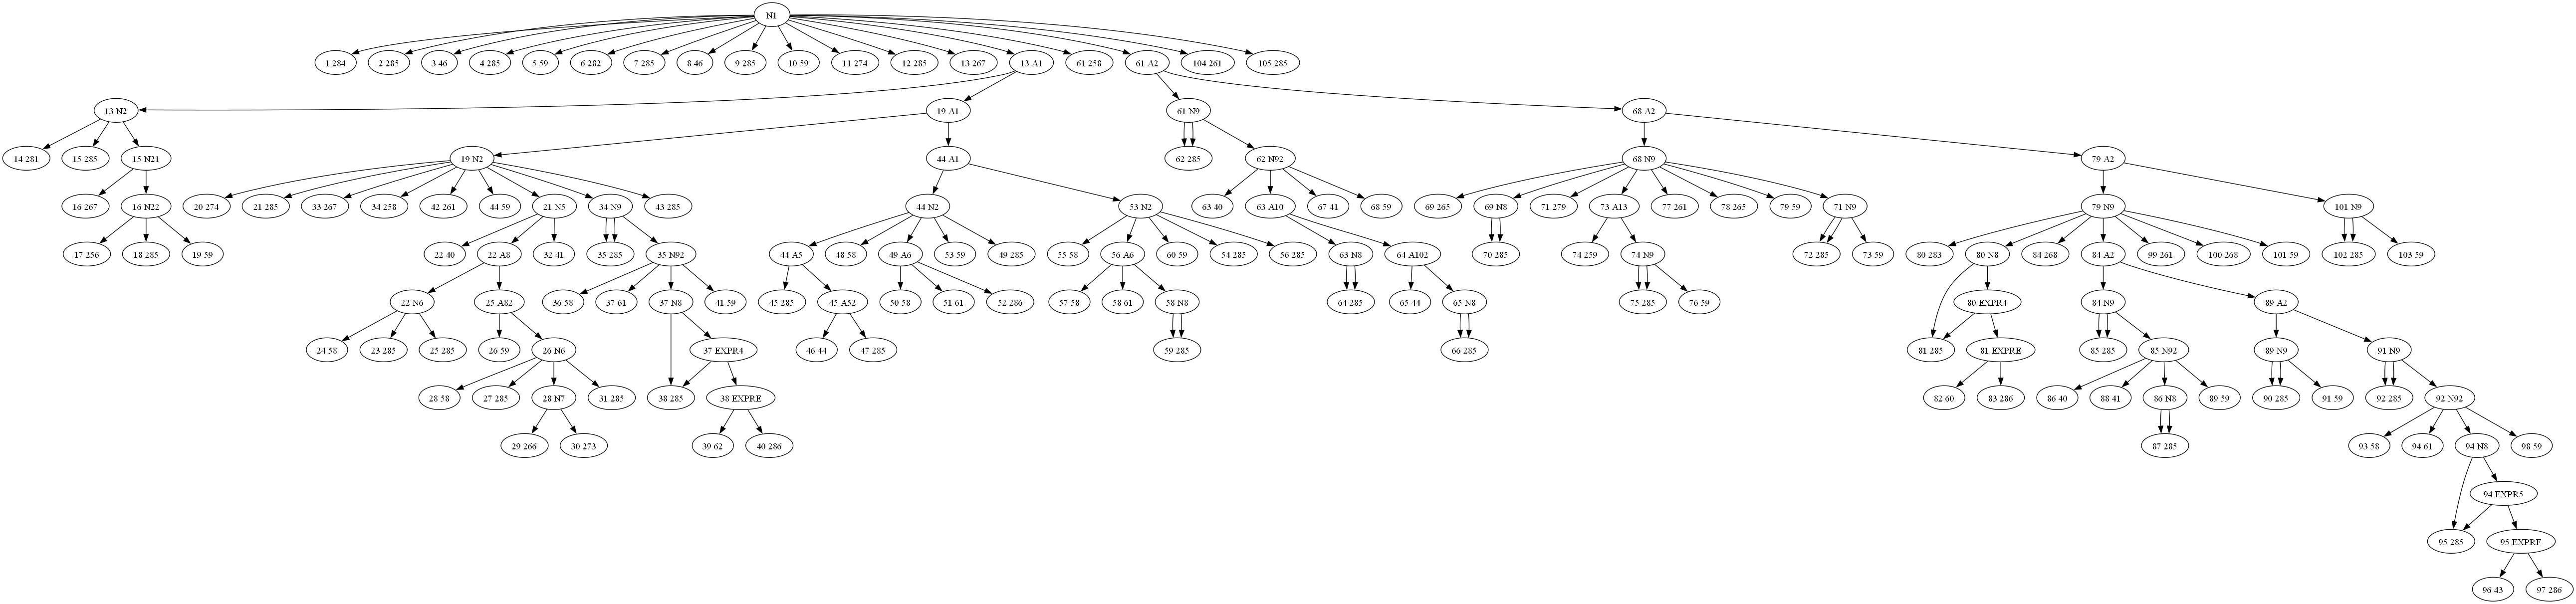 N1
1 284 2 285 3 46 4 285 5 59 6 282 7 285 8 46 9 285 10 59 11 274 12 285 13 267 13 A1 61 258 61 A2 104 261 105 285
13 N2 19 A1 61 N9 68 A2
14 281 15 285 15 N21 19 N2 44 A1 62 285 62 N92 68 N9 79 A2
16 267 16 N22 20 274 21 285 33 267 34 258 42 261 44 59 21 N5 34 N9 43 285 44 N2 53 N2 63 40 63 A10 67 41 68 59 69 265 69 N8 71 279 73 A13 77 261 78 265 79 59 71 N9 79 N9 101 N9
17 256 18 285 19 59 22 40 22 A8 32 41 35 285 35 N92 44 A5 48 58 49 A6 53 59 49 285 55 58 56 A6 60 59 54 285 56 285 63 N8 64 A102 70 285 74 259 74 N9 72 285 73 59 80 283 80 N8 84 268 84 A2 99 261 100 268 101 59 102 285 103 59
22 N6 25 A82 36 58 37 61 37 N8 41 59 45 285 45 A52 50 58 51 61 52 286 57 58 58 61 58 N8 64 285 65 44 65 N8 75 285 76 59 80 EXPR4 84 N9 89 A2
24 58 23 285 25 285 26 59 26 N6 37 EXPR4 46 44 47 285 59 285 66 285 81 285 81 EXPRE 85 285 85 N92 89 N9 91 N9
28 58 27 285 28 N7 31 285 38 285 38 EXPRE 82 60 83 286 86 40 88 41 86 N8 89 59 90 285 91 59 92 285 92 N92
29 266 30 273 39 62 40 286 87 285 93 58 94 61 94 N8 98 59
94 EXPR5
95 285 95 EXPRF
96 43 97 286